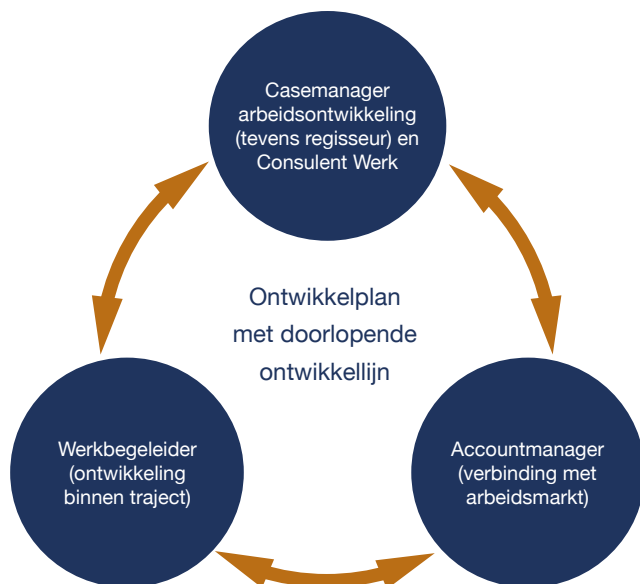 Casemanager
arbeidsontwikkeling
(tevens regisseur) en
Consulent Werk
Ontwikkelplan
met doorlopende
ontwikkellijn
Werkbegeleider
(ontwikkeling
binnen traject)
Accountmanager
(verbinding met
arbeidsmarkt)